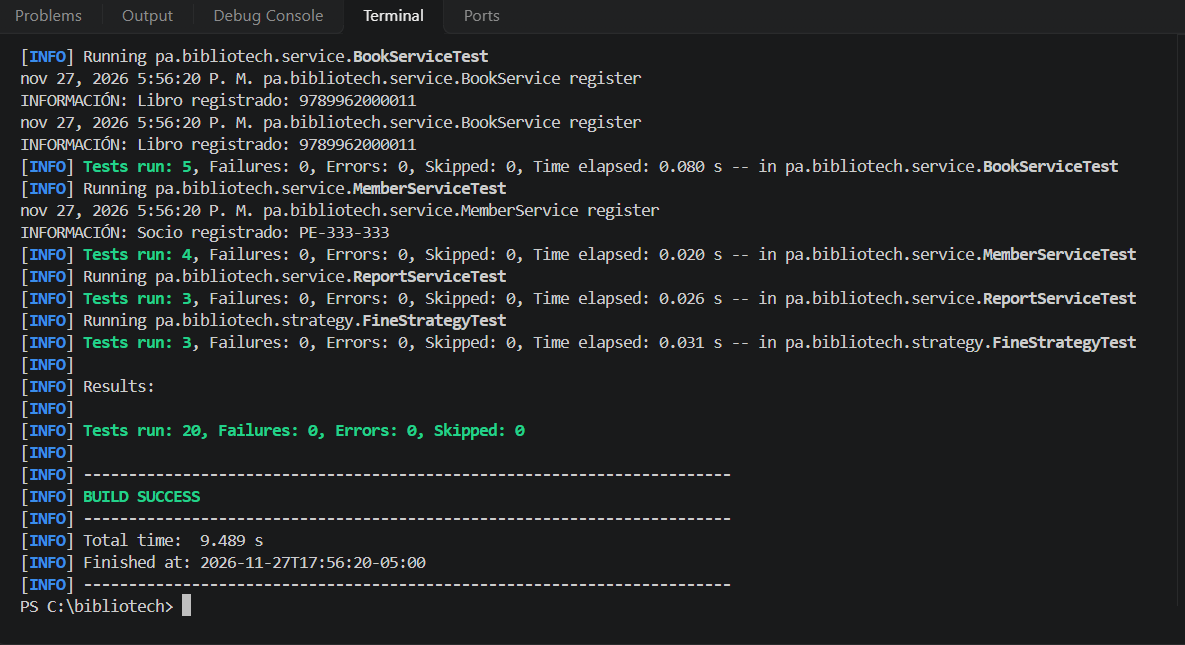 Problems Output Debug Console Terminal Ports
[INFO] Running pa.bibliotech.service.BookServiceTest
nov 27, 2026 5:56:20 P. M. pa.bibliotech.service.BookService register
INFORMACIÓN: Libro registrado: 9789962000011
nov 27, 2026 5:56:20 P. M. pa.bibliotech.service.BookService register
INFORMACIÓN: Libro registrado: 9789962000011
[INFO] Tests run: 5, Failures: 0, Errors: 0, Skipped: 0, Time elapsed: 0.080 s -- in pa.bibliotech.service.BookServiceTest
[INFO] Running pa.bibliotech.service.MemberServiceTest
nov 27, 2026 5:56:20 P. M. pa.bibliotech.service.MemberService register
INFORMACIÓN: Socio registrado: PE-333-333
[INFO] Tests run: 4, Failures: 0, Errors: 0, Skipped: 0, Time elapsed: 0.020 s -- in pa.bibliotech.service.MemberServiceTest
[INFO] Running pa.bibliotech.service.ReportServiceTest
[INFO] Tests run: 3, Failures: 0, Errors: 0, Skipped: 0, Time elapsed: 0.026 s -- in pa.bibliotech.service.ReportServiceTest
[INFO] Running pa.bibliotech.strategy.FineStrategyTest
[INFO] Tests run: 3, Failures: 0, Errors: 0, Skipped: 0, Time elapsed: 0.031 s -- in pa.bibliotech.strategy.FineStrategyTest
[INFO]
[INFO] Results:
[INFO]
[INFO] Tests run: 20, Failures: 0, Errors: 0, Skipped: 0
[INFO]
[INFO] ------------------------------------------------------------------------
[INFO] BUILD SUCCESS
[INFO] ------------------------------------------------------------------------
[INFO] Total time:  9.489 s
[INFO] Finished at: 2026-11-27T17:56:20-05:00
[INFO] ------------------------------------------------------------------------
PS C:\bibliotech>